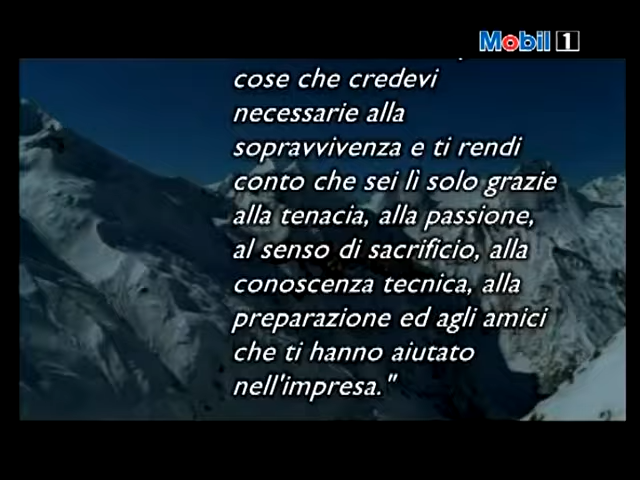 Mobil 1
cose che credevi
necessarie alla
sopravvivenza e ti rendi
conto che sei lì solo grazie
alla tenacia, alla passione,
al senso di sacrificio, alla
conoscenza tecnica, alla
preparazione ed agli amici
che ti hanno aiutato
nell'impresa."